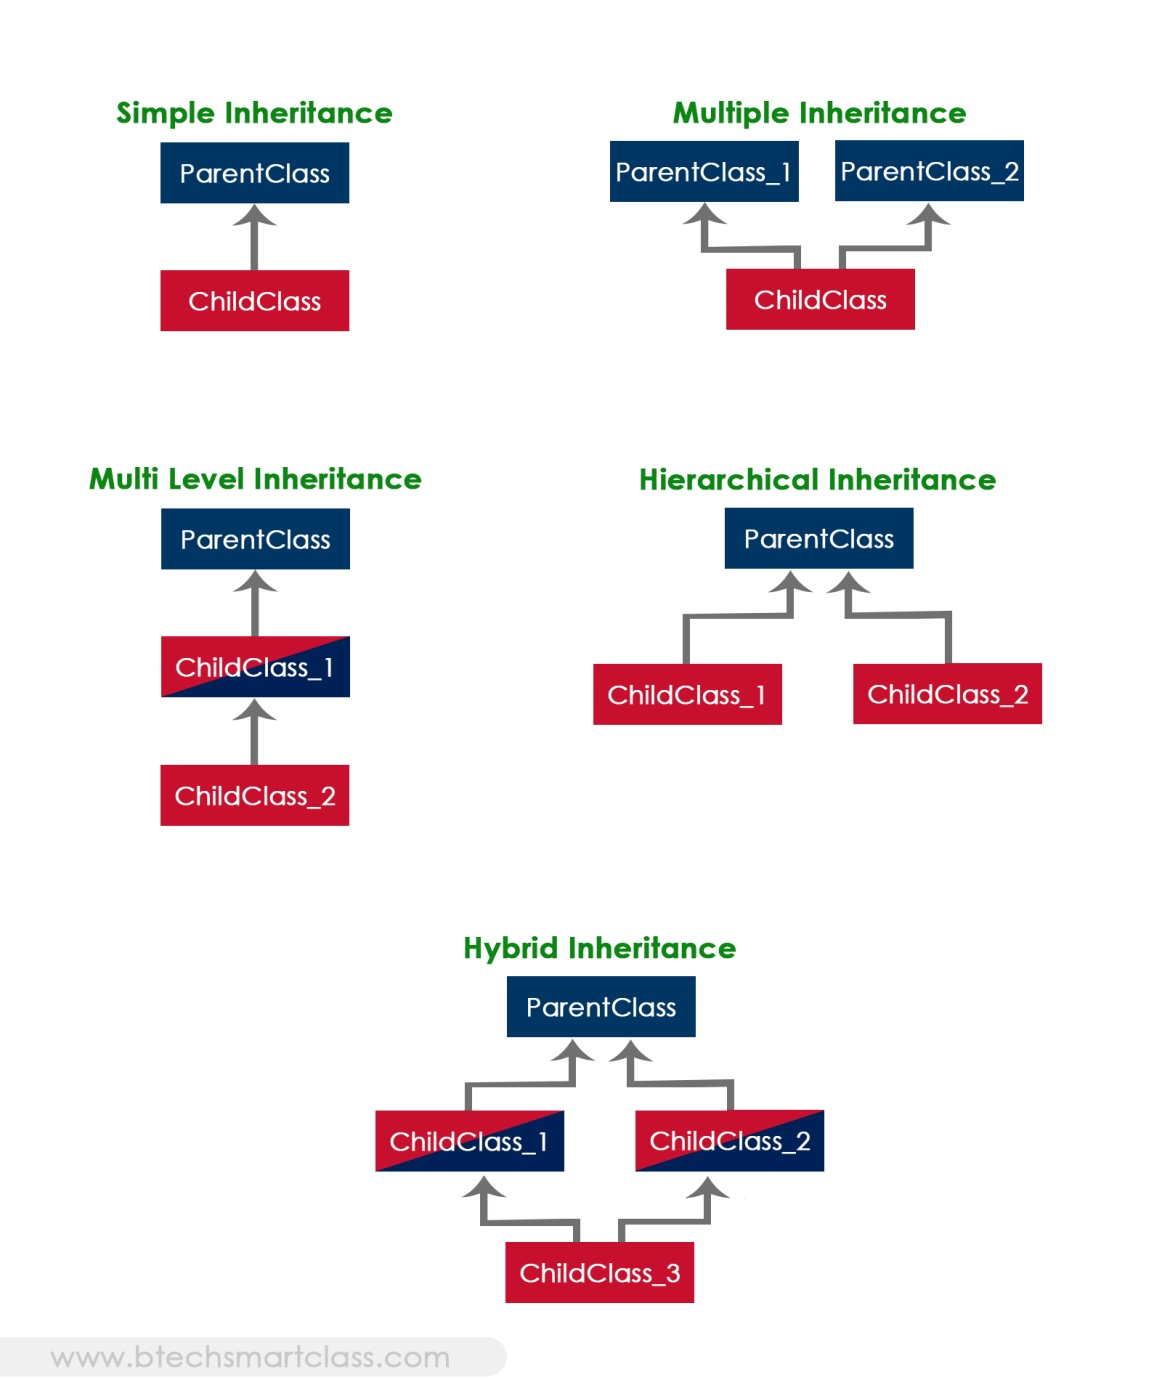 Simple Inheritance
ParentClass
ChildClass
Multiple Inheritance
ParentClass_1
ParentClass_2
ChildClass
Multi Level Inheritance
ParentClass
ChildClass_1
ChildClass_2
Hierarchical Inheritance
ParentClass
ChildClass_1
ChildClass_2
Hybrid Inheritance
ParentClass
ChildClass_1
ChildClass_2
ChildClass_3
www.btechsmartclass.com